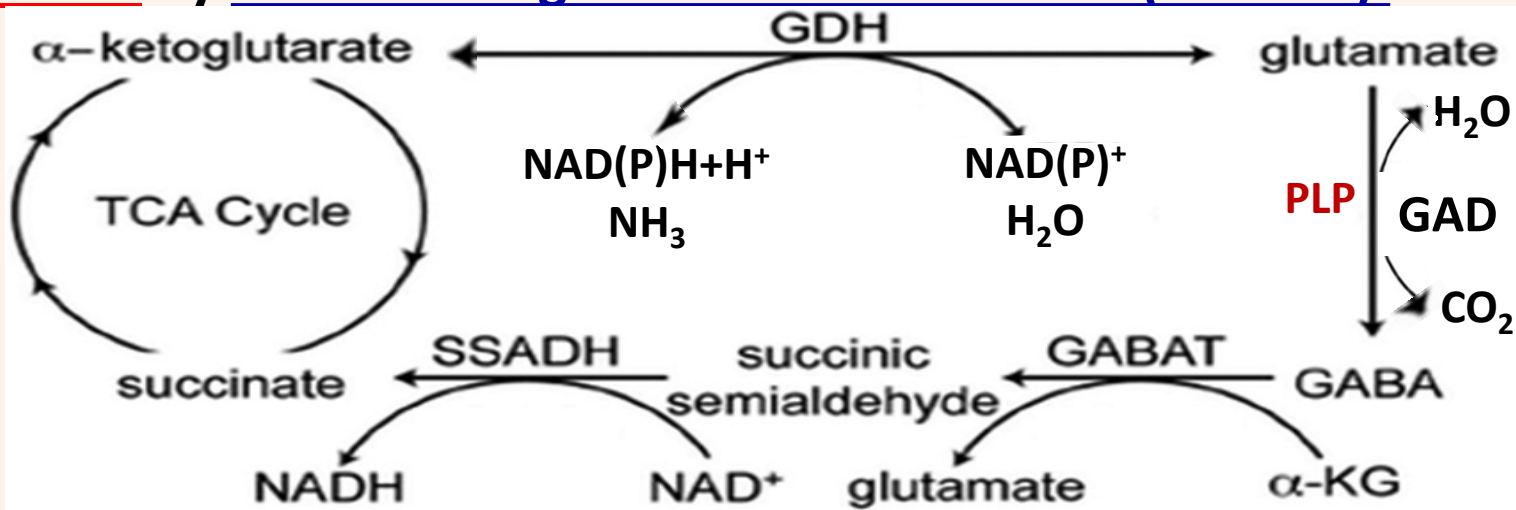 α–ketoglutarate
GDH
glutamate
H₂O
NAD(P)H+H⁺
NH₃
NAD(P)⁺
H₂O
TCA Cycle
PLP
GAD
CO₂
SSADH
succinic
semialdehyde
GABAT
succinate
GABA
NADH
NAD⁺
glutamate
α-KG